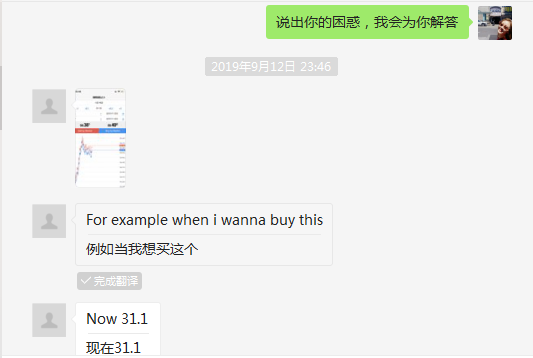 说出你的困惑，我会为你解答
2019年9月12日 23:46
For example when i wanna buy this
例如当我想买这个
完成翻译
Now 31.1
现在31.1